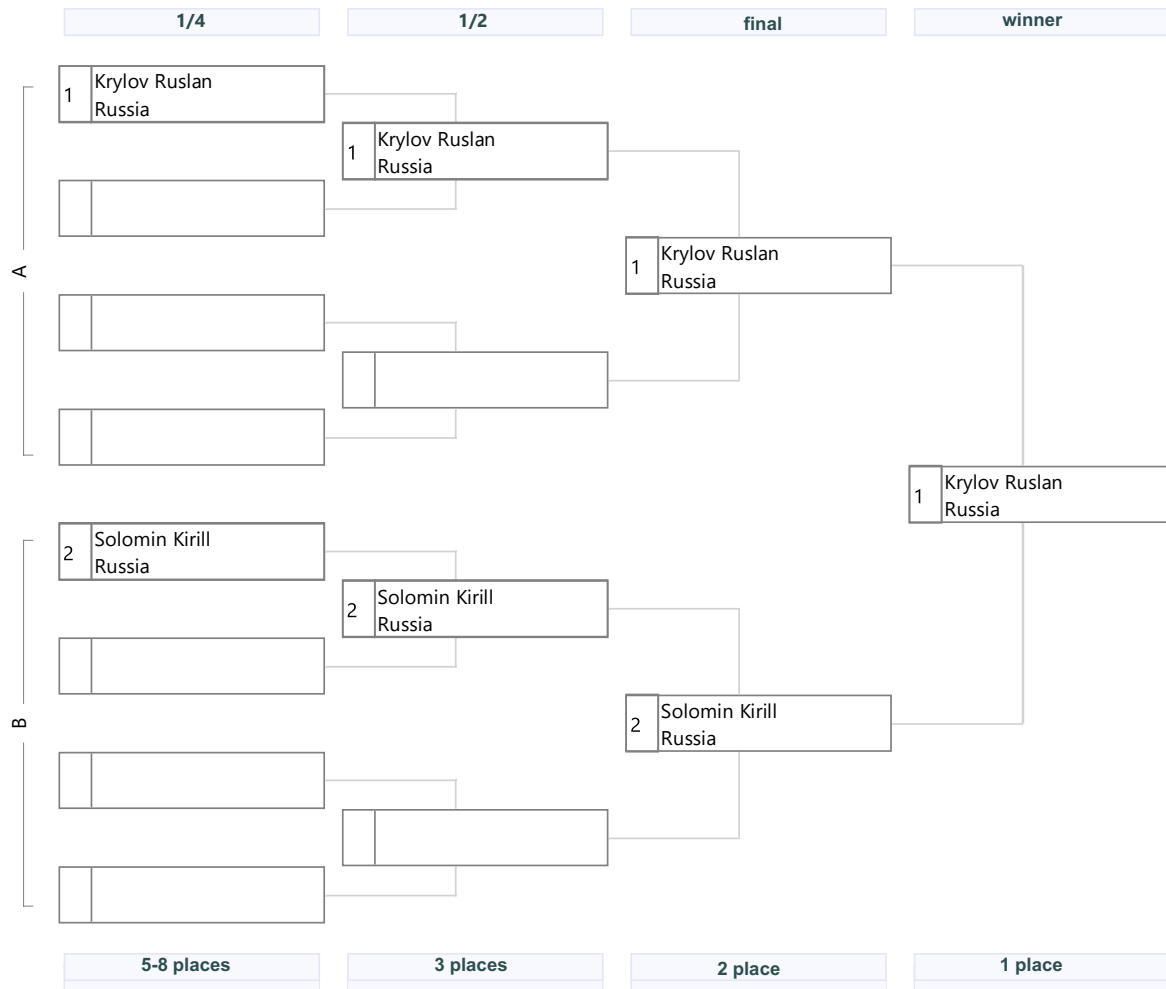 1/4
1/2
final
winner
1
Krylov Ruslan
Russia
1
Krylov Ruslan
Russia
1
Krylov Ruslan
Russia
A
1
Krylov Ruslan
Russia
2
Solomin Kirill
Russia
2
Solomin Kirill
Russia
2
Solomin Kirill
Russia
B
5-8 places
3 places
2 place
1 place